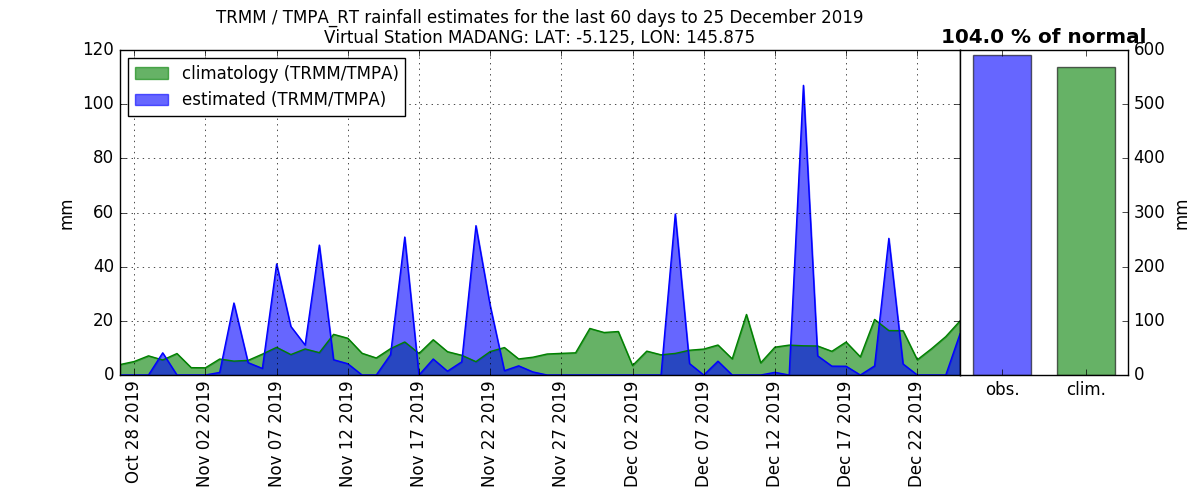 TRMM / TMPA_RT rainfall estimates for the last 60 days to 25 December 2019
Virtual Station MADANG: LAT: -5.125, LON: 145.875
104.0 % of normal
climatology (TRMM/TMPA)
estimated (TRMM/TMPA)
mm
120
100
80
60
40
20
0
Oct 28 2019
Nov 02 2019
Nov 07 2019
Nov 12 2019
Nov 17 2019
Nov 22 2019
Nov 27 2019
Dec 02 2019
Dec 07 2019
Dec 12 2019
Dec 17 2019
Dec 22 2019
obs.
clim.
600
500
400
300
200
100
0
mm